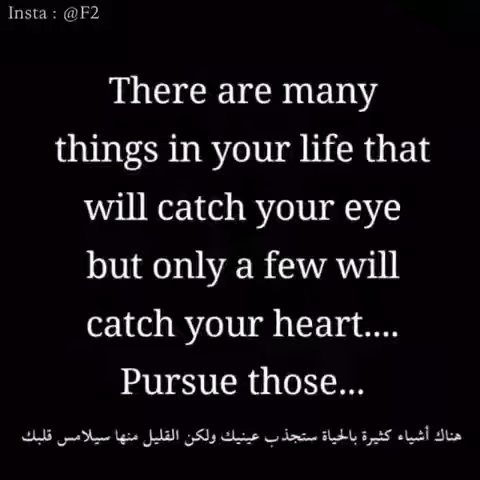 Insta : @F2
There are many
things in your life that
will catch your eye
but only a few will
catch your heart....
Pursue those...
هناك أشياء كثيرة بالحياة ستجذب عينيك ولكن القليل منها سيلامس قلبك